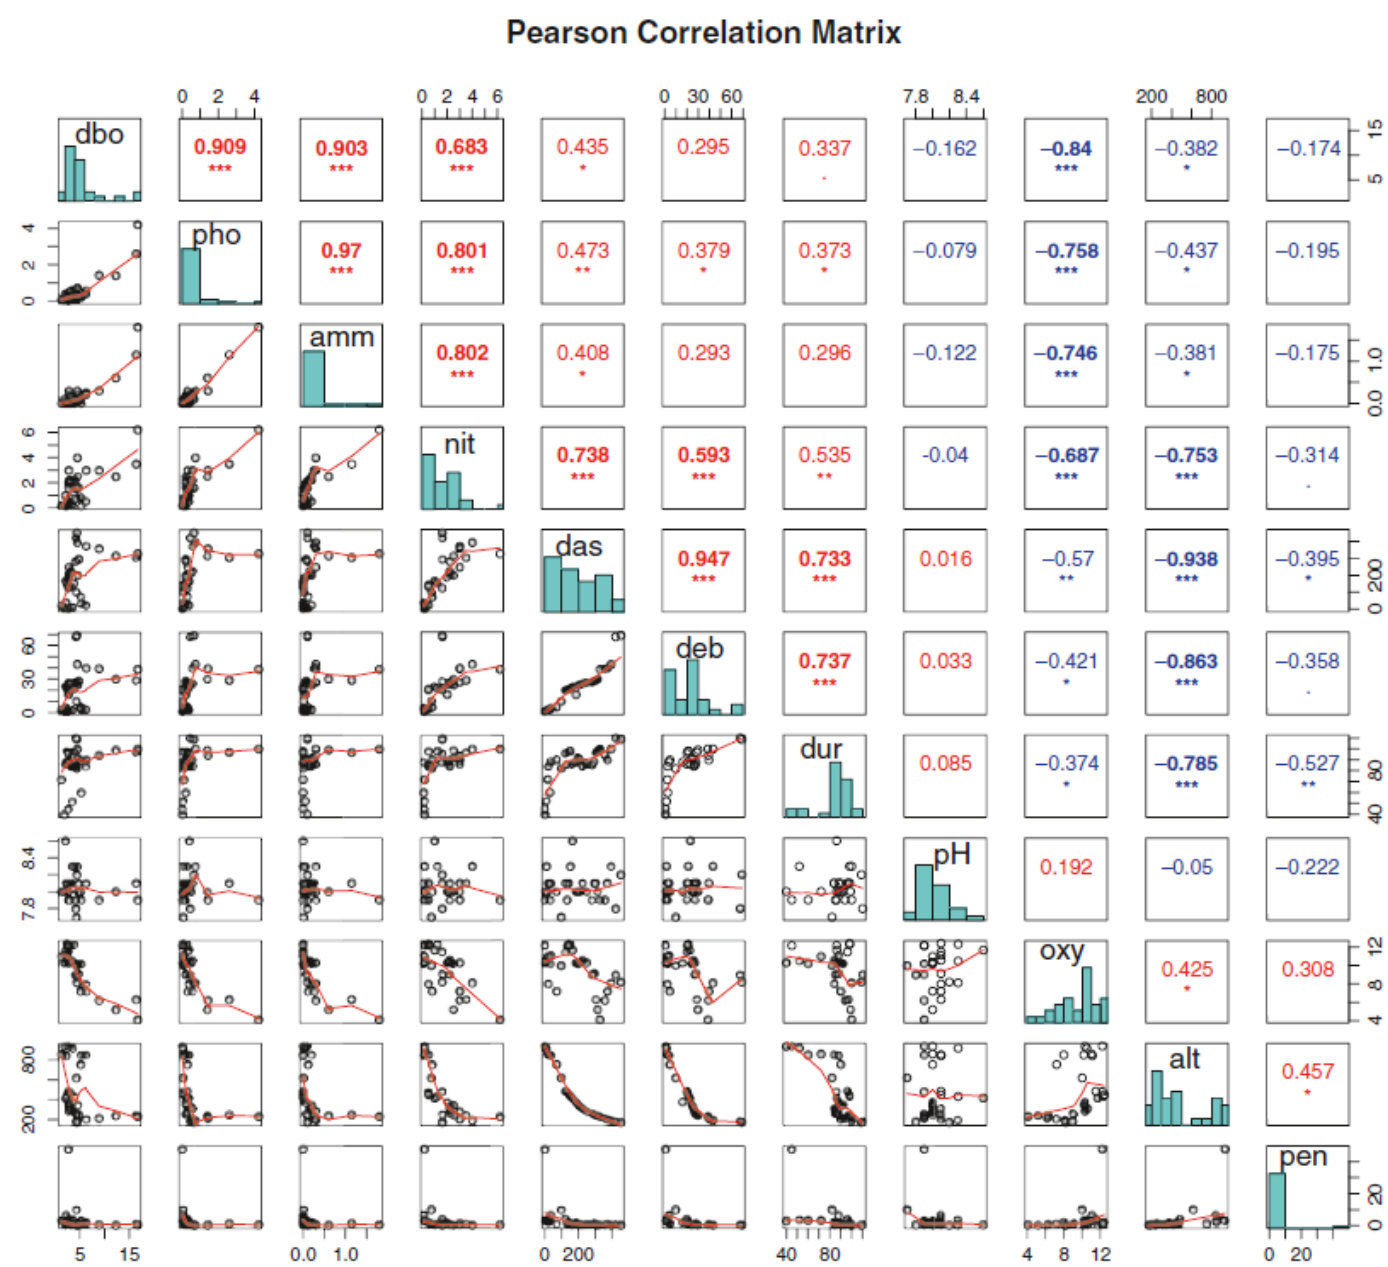 Pearson Correlation Matrix
0 2 4 0 2 4 6 0 30 60 7.8 8.4 200 800
dbo 0.909 0.903 0.683 0.435 0.295 0.337 −0.162 −0.84 −0.382 −0.174 15
*** *** *** * . *** * 5
4 pho 0.97 0.801 0.473 0.379 0.373 −0.079 −0.758 −0.437 −0.195
2 *** *** ** * * *** *
0
amm 0.802 0.408 0.293 0.296 −0.122 −0.746 −0.381 −0.175 1.0
*** * *** * 0.0
6 nit 0.738 0.593 0.535 -0.04 −0.687 −0.753 −0.314
4 *** *** ** *** *** .
2
0
das 0.947 0.733 0.016 −0.57 −0.938 −0.395 200
*** *** ** *** * 0
60 deb 0.737 0.033 −0.421 −0.863 −0.358
30 *** * *** .
0
dur 0.085 −0.374 −0.785 −0.527 80
* *** ** 40
8.4 pH 0.192 −0.05 −0.222
7.8
oxy 0.425 0.308 12
* 8
4
800 alt 0.457
200 *
pen 20
0
5 15 0.0 1.0 0 200 40 80 4 8 12 0 20